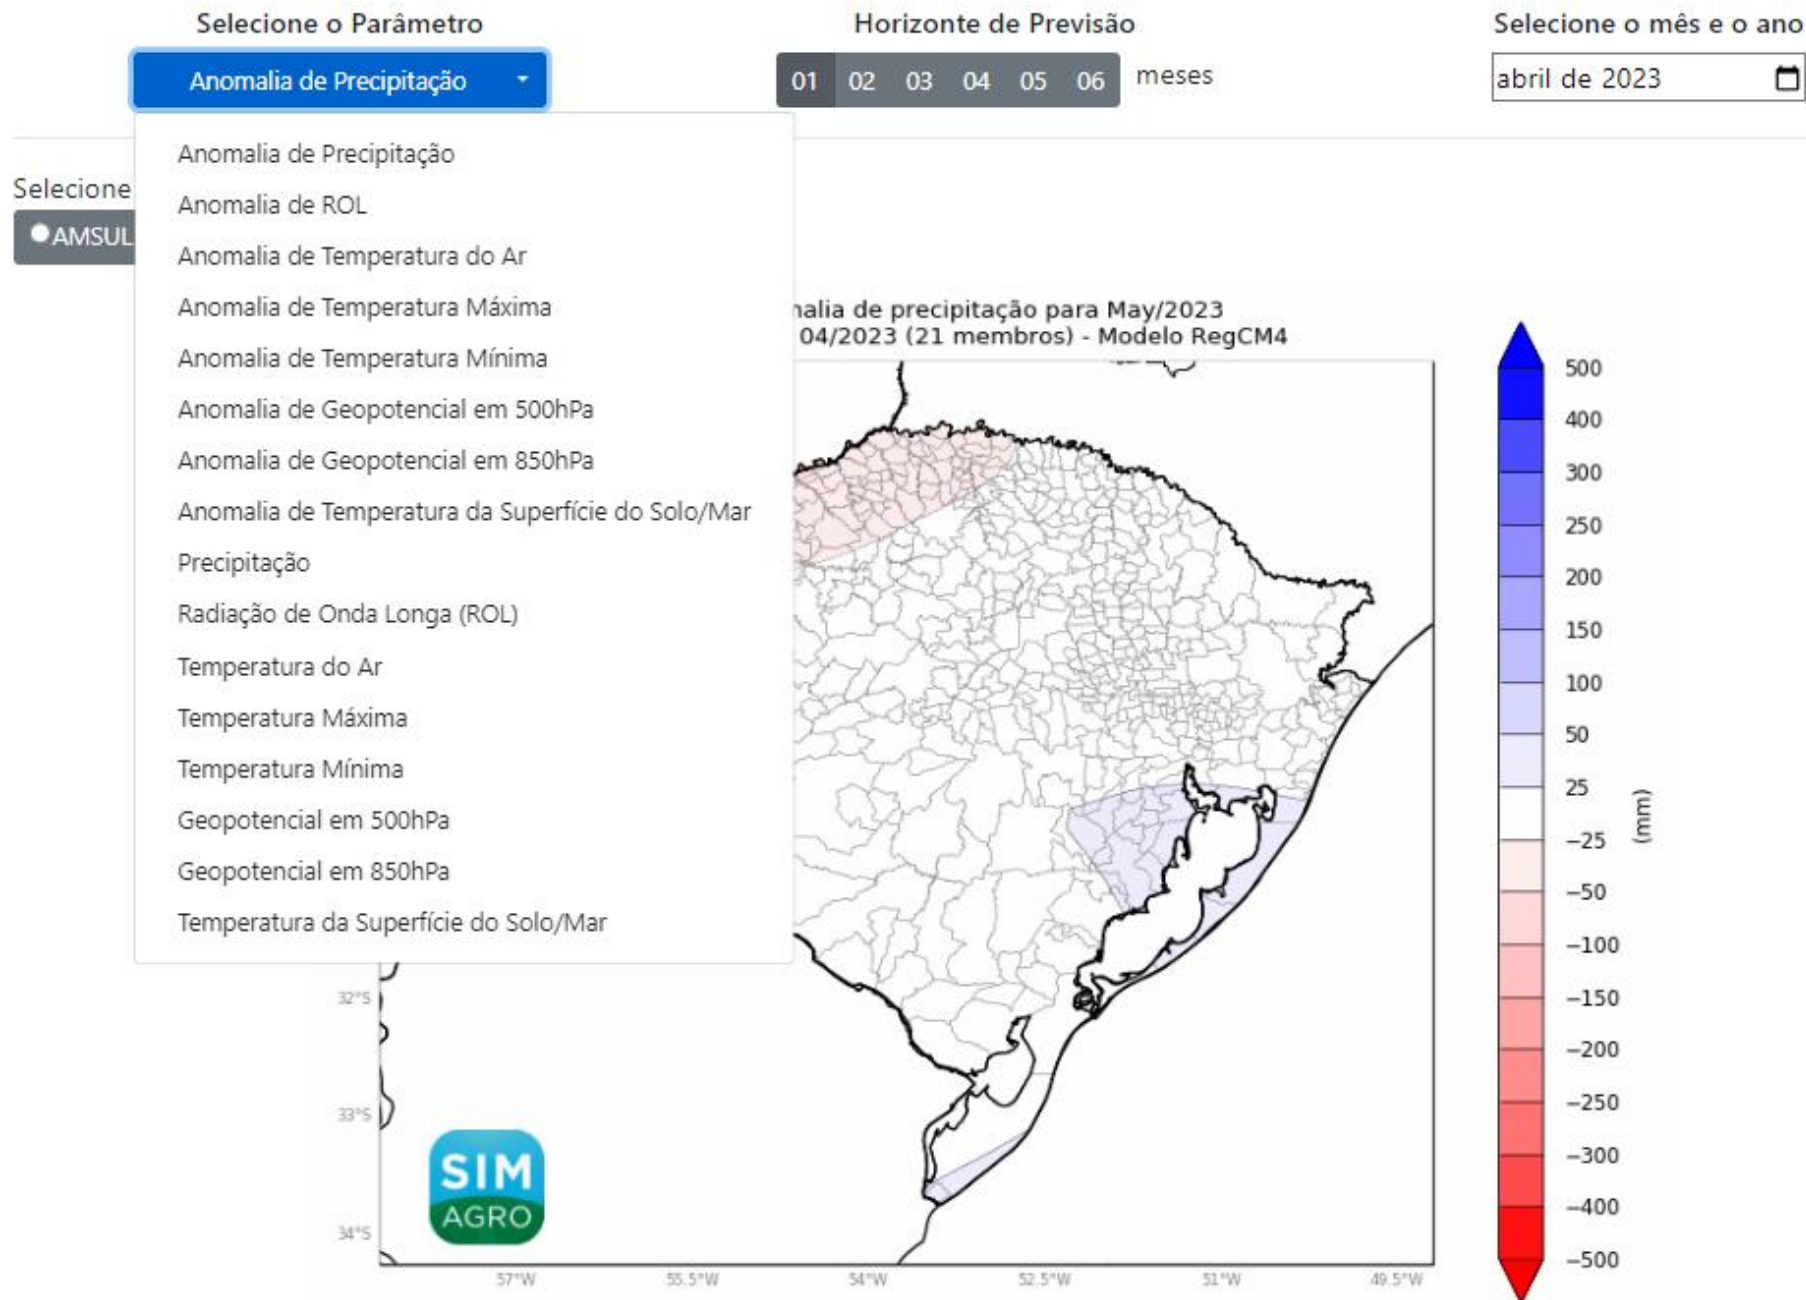 Selecione o Parâmetro
Horizonte de Previsão
Selecione o mês e o ano
Anomalia de Precipitação
01 02 03 04 05 06 meses
abril de 2023
Selecione
AMSUL
Anomalia de Precipitação
Anomalia de ROL
Anomalia de Temperatura do Ar
Anomalia de Temperatura Máxima
Anomalia de Temperatura Mínima
Anomalia de Geopotencial em 500hPa
Anomalia de Geopotencial em 850hPa
Anomalia de Temperatura da Superfície do Solo/Mar
Precipitação
Radiação de Onda Longa (ROL)
Temperatura do Ar
Temperatura Máxima
Temperatura Mínima
Geopotencial em 500hPa
Geopotencial em 850hPa
Temperatura da Superfície do Solo/Mar
malia de precipitação para May/2023
04/2023 (21 membros) - Modelo RegCM4
500
400
300
250
200
150
100
50
25
−25
−50
−100
−150
−200
−250
−300
−400
−500
(mm)
32°S
33°S
34°S
SIM
AGRO
57°W
55.5°W
54°W
52.5°W
51°W
49.5°W